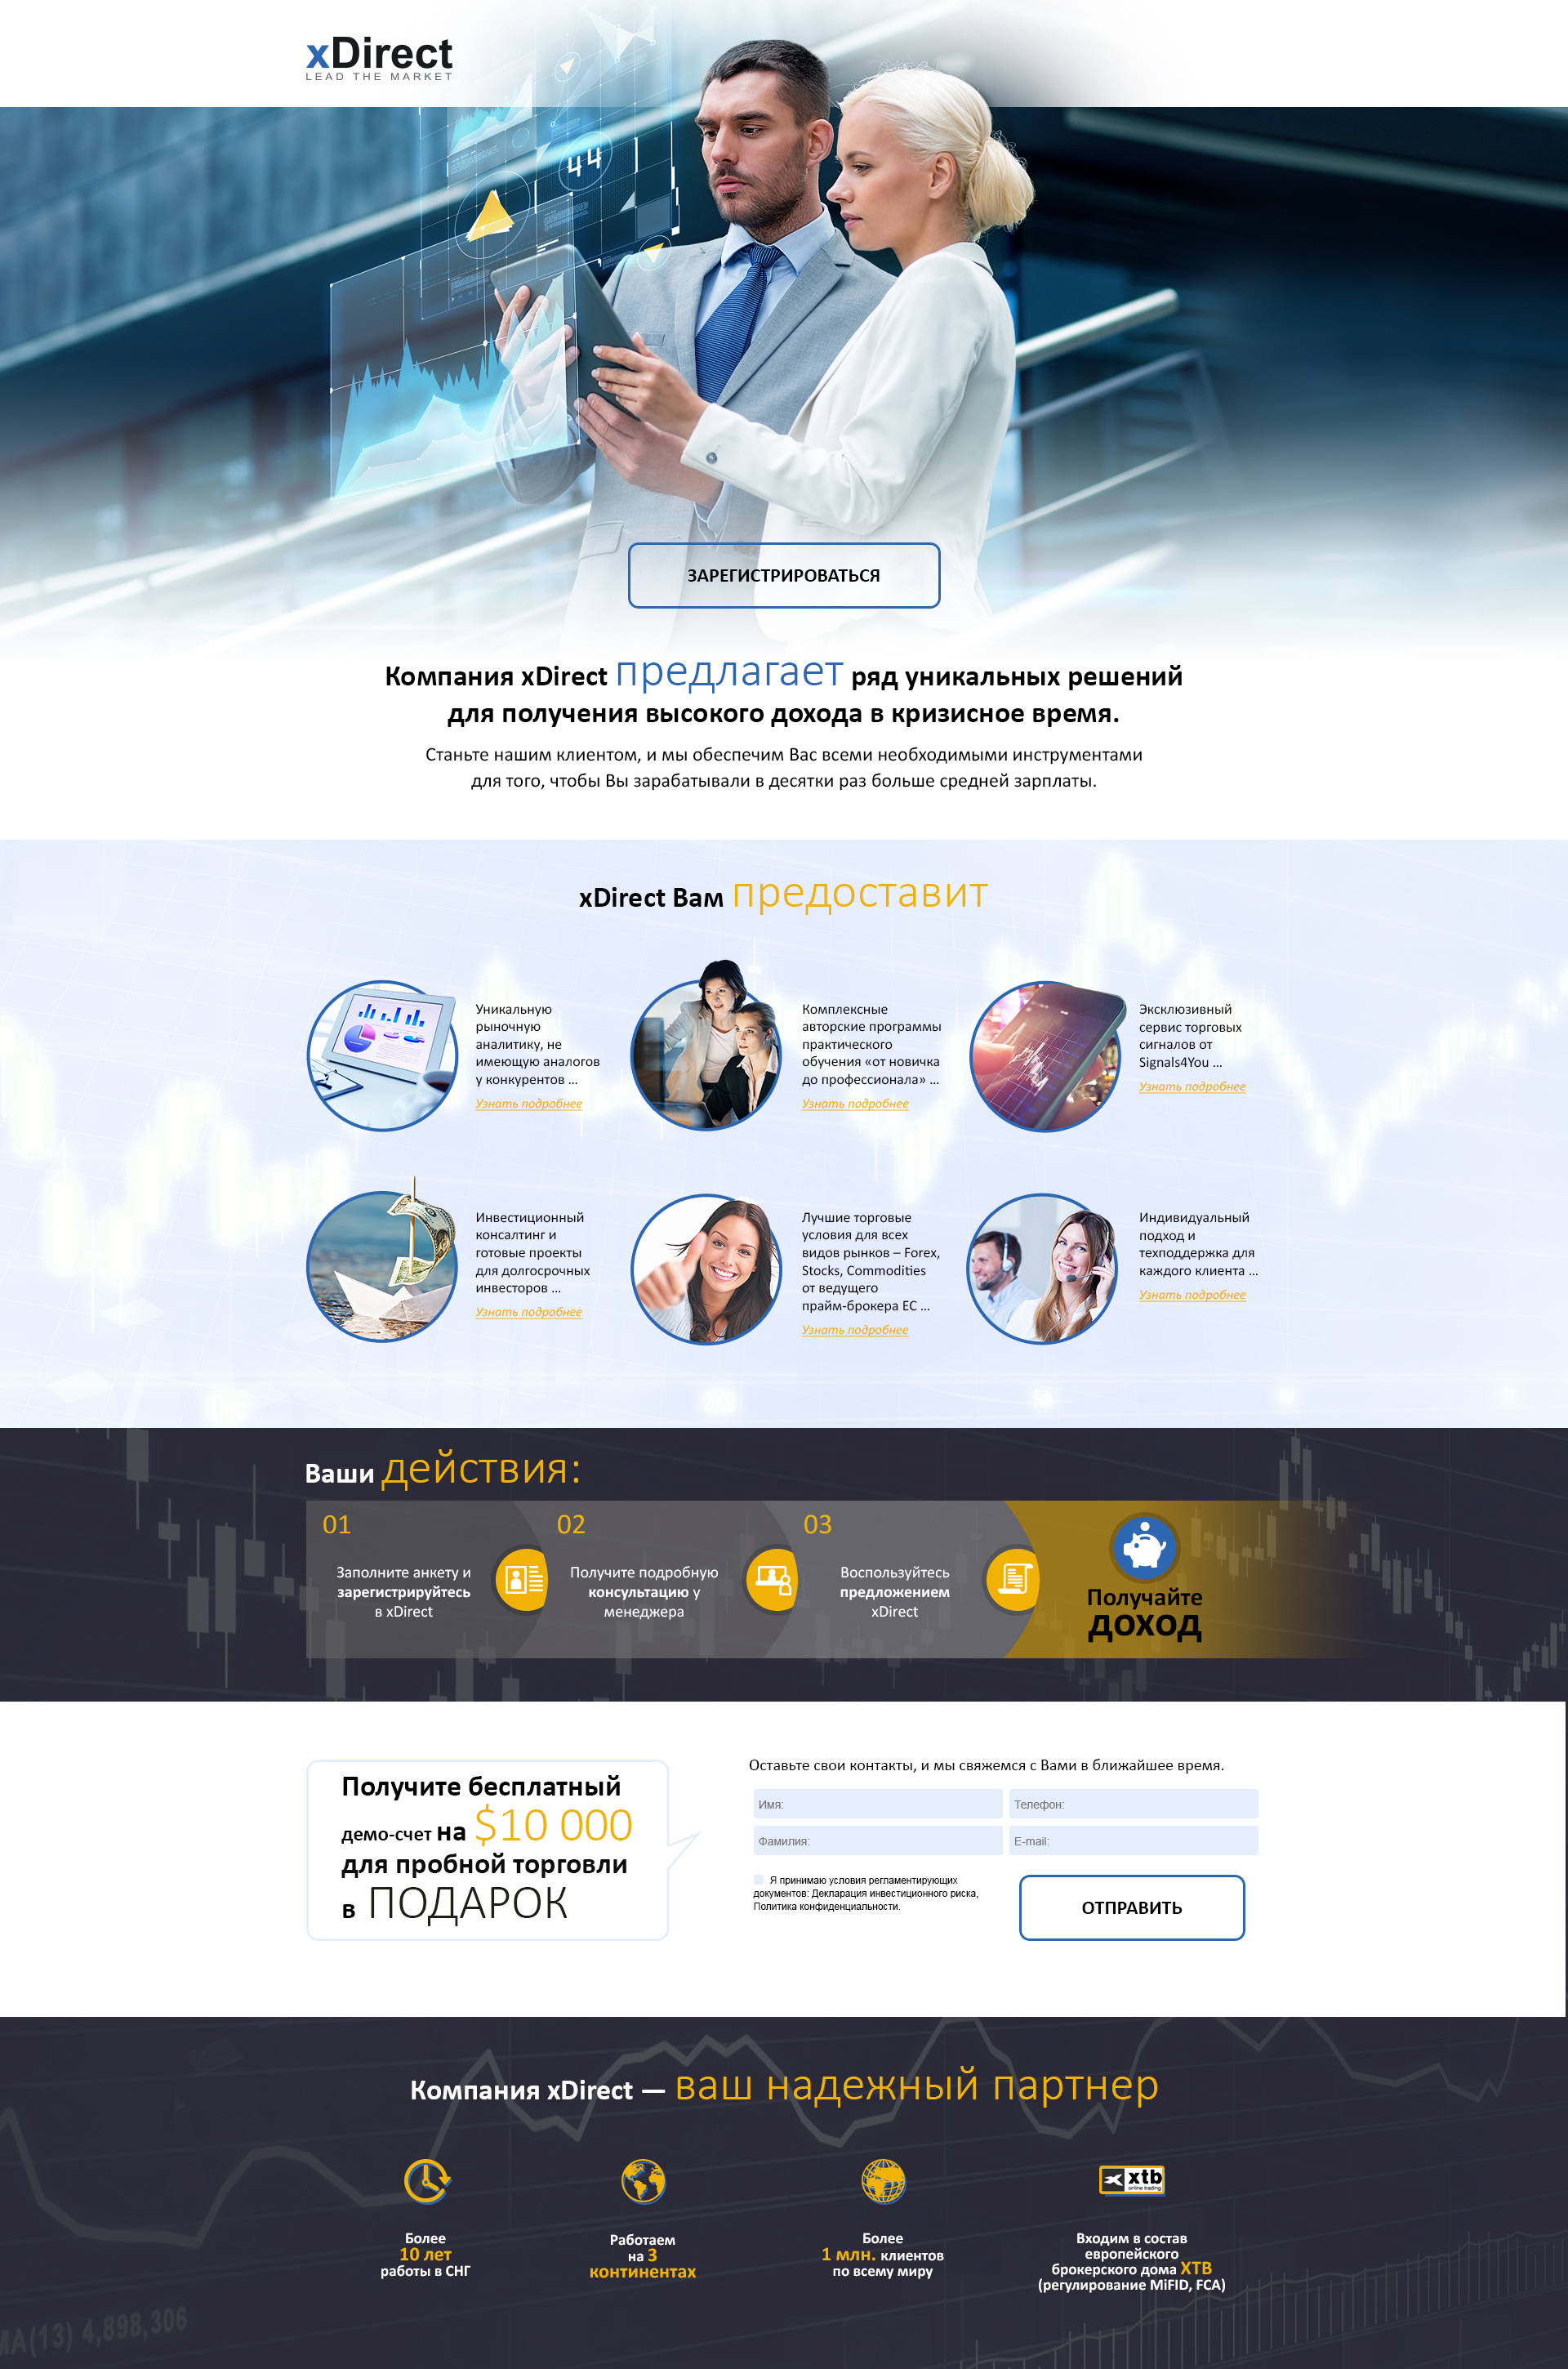 xDirect
LEAD THE MARKET
44
ЗАРЕГИСТРИРОВАТЬСЯ
Компания xDirect предлагает ряд уникальных решений
для получения высокого дохода в кризисное время.
Станьте нашим клиентом, и мы обеспечим Вас всеми необходимыми инструментами
для того, чтобы Вы зарабатывали в десятки раз больше средней зарплаты.
xDirect Вам предоставит
Уникальную
рыночную
аналитику, не
имеющую аналогов
у конкурентов ...
Узнать подробнее
Комплексные
авторские программы
практического
обучения «от новичка
до профессионала» ...
Узнать подробнее
Эксклюзивный
сервис торговых
сигналов от
Signals4You ...
Узнать подробнее
Инвестиционный
консалтинг и
готовые проекты
для долгосрочных
инвесторов ...
Узнать подробнее
Лучшие торговые
условия для всех
видов рынков – Forex,
Stocks, Commodities
от ведущего
прайм-брокера ЕС ...
Узнать подробнее
Индивидуальный
подход и
техподдержка для
каждого клиента ...
Узнать подробнее
Ваши действия:
01
Заполните анкету и
зарегистрируйтесь
в xDirect
02
Получите подробную
консультацию у
менеджера
03
Воспользуйтесь
предложением
xDirect
Получайте
доход
Получите бесплатный
демо-счет на $10 000
для пробной торговли
в ПОДАРОК
Оставьте свои контакты, и мы свяжемся с Вами в ближайшее время.
Имя:
Телефон:
Фамилия:
E-mail:
Я принимаю условия регламентирующих
документов: Декларация инвестиционного риска,
Политика конфиденциальности.
ОТПРАВИТЬ
Компания xDirect — ваш надежный партнер
Более
10 лет
работы в СНГ
Работаем
на 3
континентах
Более
1 млн. клиентов
по всему миру
xtb
online trading
Входим в состав
европейского
брокерского дома XTB
(регулирование MiFID, FCA)
MA(13) 4,898,306